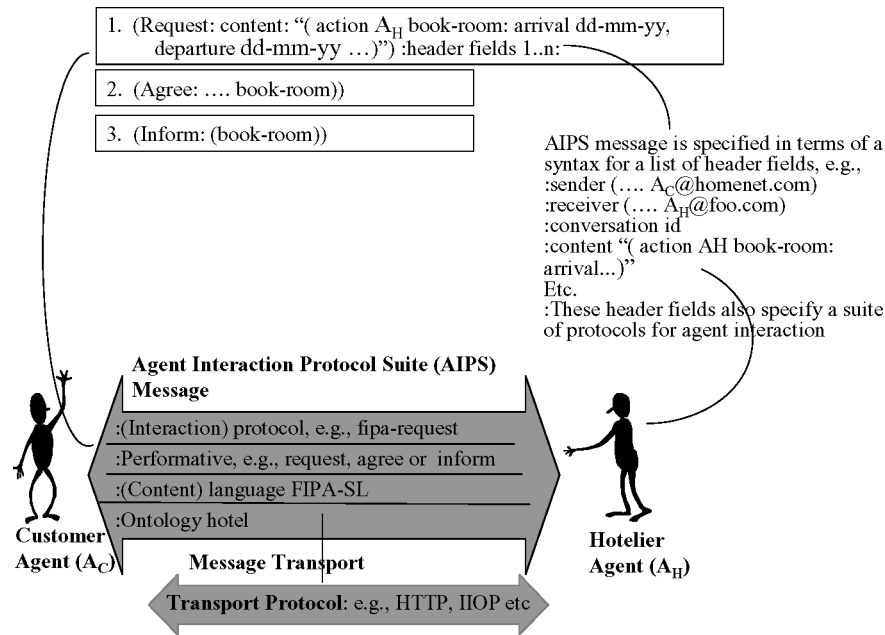 1. (Request: content: “( action A_H book-room: arrival dd-mm-yy,
departure dd-mm-yy …)”) :header fields 1..n:
2. (Agree: …. book-room))
3. (Inform: (book-room))
AIPS message is specified in terms of a
syntax for a list of header fields, e.g.,
:sender (…. A_C@homenet.com)
:receiver (…. A_H@foo.com)
:conversation id
:content “( action AH book-room:
arrival...)”
Etc.
:These header fields also specify a suite
of protocols for agent interaction
Agent Interaction Protocol Suite (AIPS)
Message
:(Interaction) protocol, e.g., fipa-request
:Performative, e.g., request, agree or inform
:(Content) language FIPA-SL
:Ontology hotel
Customer
Agent (A_C)
Hotelier
Agent (A_H)
Message Transport
Transport Protocol: e.g., HTTP, IIOP etc